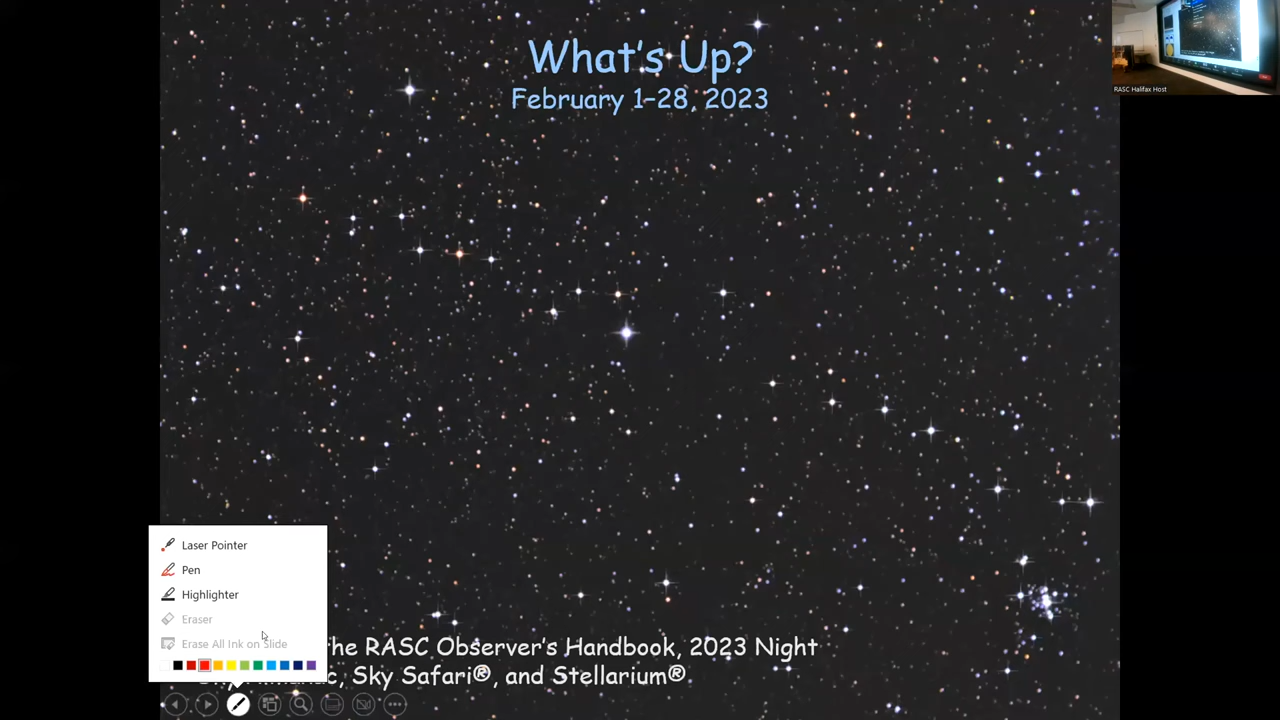 What's Up?
February 1-28, 2023
RASC Halifax Host
Laser Pointer
Pen
Highlighter
Eraser
Erase All Ink on Slide
the RASC Observer's Handbook, 2023 Night
Sky Safari®, and Stellarium®